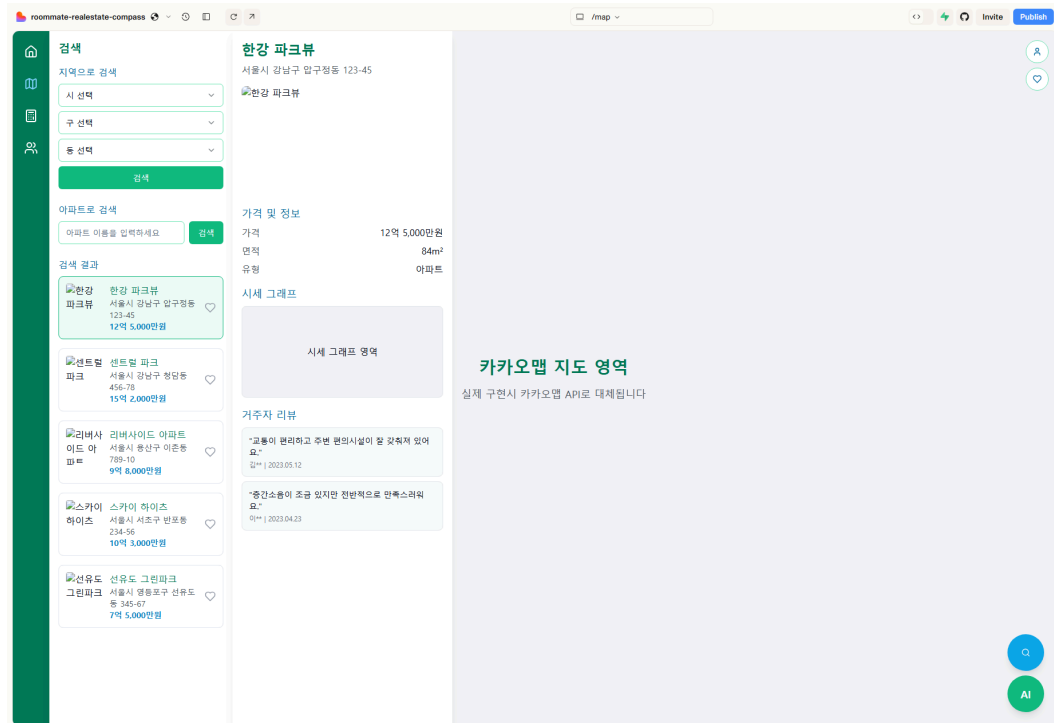 roommate-realestate-compass
/map
Invite
Publish
검색
지역으로 검색
시 선택
구 선택
동 선택
검색
아파트로 검색
아파트 이름을 입력하세요
검색
검색 결과
한강 파크뷰
한강 파크뷰
서울시 강남구 압구정동 123-45
12억 5,000만원
센트럴 파크
센트럴 파크
서울시 강남구 청담동 456-78
15억 2,000만원
리버사이드 아파트
리버사이드 아파트
서울시 용산구 이촌동 789-10
9억 8,000만원
스카이 하이츠
스카이 하이츠
서울시 서초구 반포동 234-56
10억 3,000만원
선유도 그린파크
선유도 그린파크
서울시 영등포구 선유도동 345-67
7억 5,000만원
한강 파크뷰
서울시 강남구 압구정동 123-45
한강 파크뷰
가격 및 정보
가격 12억 5,000만원
면적 84m²
유형 아파트
시세 그래프
시세 그래프 영역
거주자 리뷰
"교통이 편리하고 주변 편의시설이 잘 갖춰져 있어요."
김** | 2023.05.12
"층간소음이 조금 있지만 전반적으로 만족스러워요."
이** | 2023.04.23
카카오맵 지도 영역
실제 구현시 카카오맵 API로 대체됩니다
AI